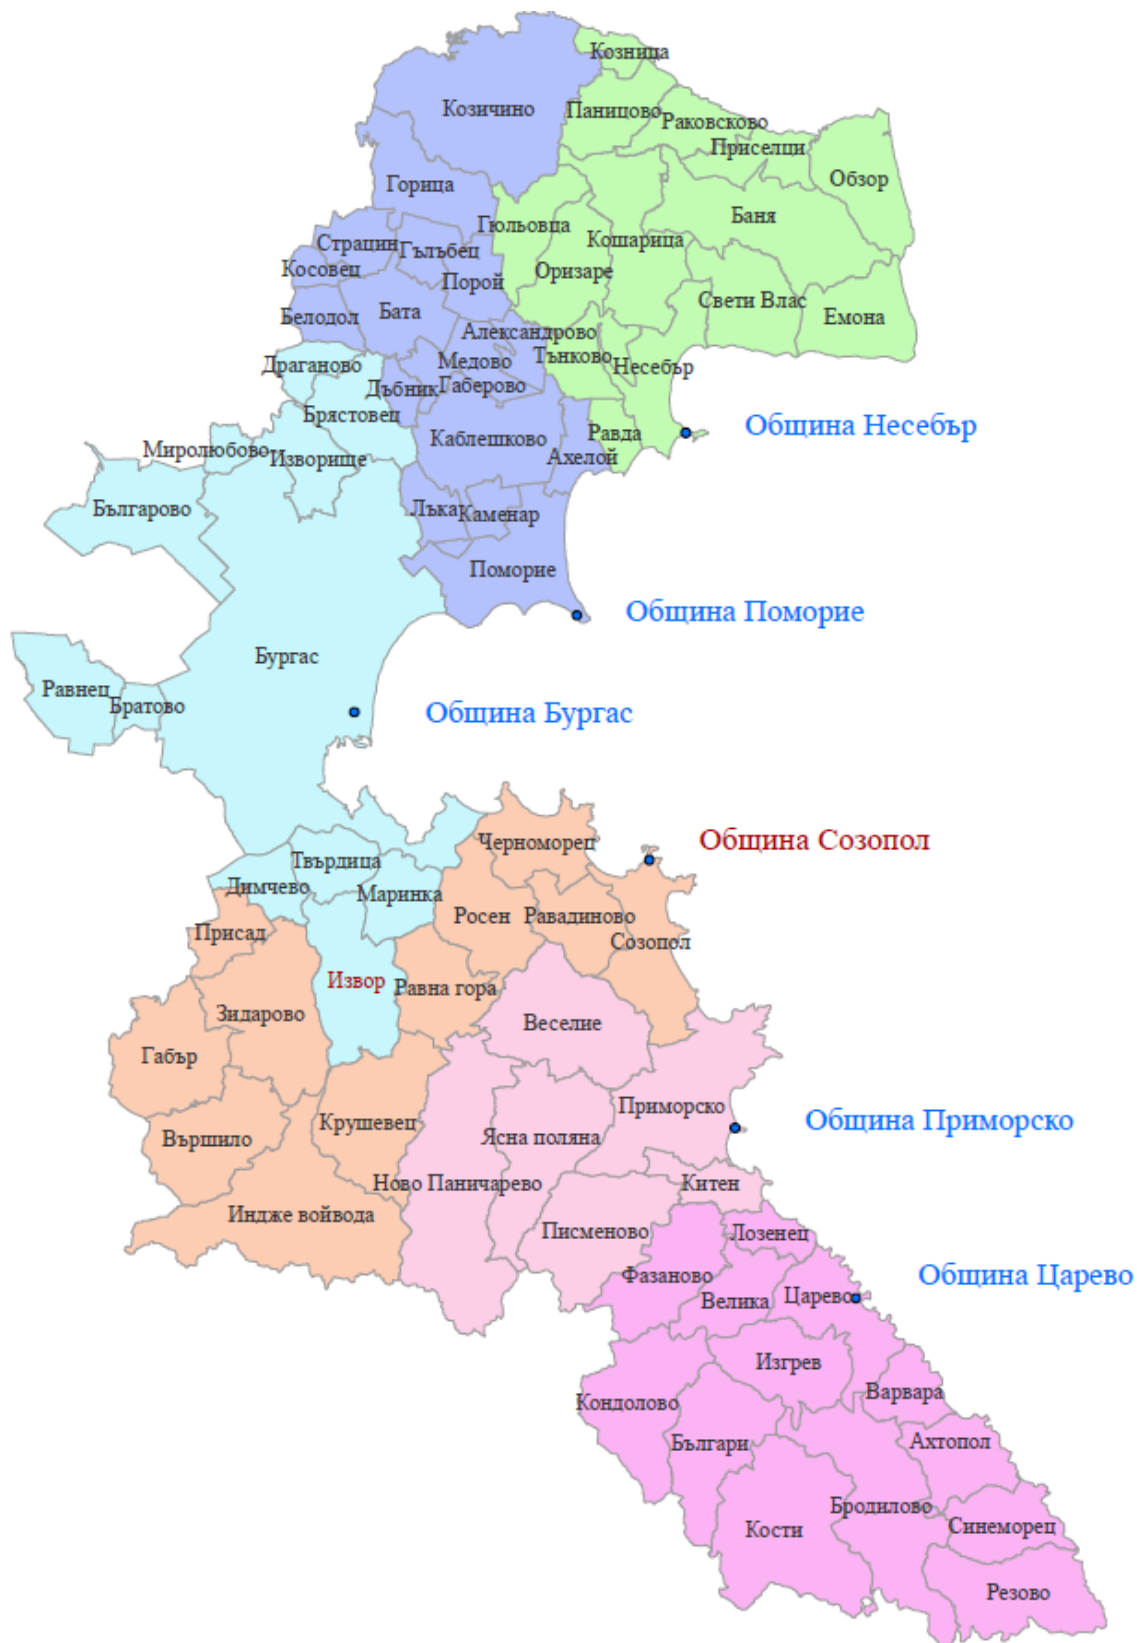 Козница
Козичино
Паницово
Раковсково
Приселци
Обзор
Горица
Баня
Гюльовца
Кошарица
Страцин
Гълъбец
Косовец
Оризаре
Порой
Свети Влас
Бата
Белодол
Емона
Александрово
Тънково
Медово
Несебър
Драганово
Дъбник
Габерово
Брястовец
Община Несебър
Равда
Каблешково
Миролюбово
Изворище
Ахелой
Българово
Лъка
Каменар
Поморие
Община Поморие
Бургас
Равнец
Братово
Община Бургас
Черноморец
Община Созопол
Твърдица
Димчево
Маринка
Росен
Равадиново
Присад
Созопол
Извор
Равна гора
Зидарово
Веселие
Габър
Приморско
Община Приморско
Крушевец
Вършило
Ясна поляна
Ново Паничарево
Китен
Индже войвода
Писменово
Лозенец
Фазаново
Община Царево
Велика
Царево
Изгрев
Варвара
Кондолово
Българи
Ахтопол
Бродилово
Кости
Синеморец
Резово